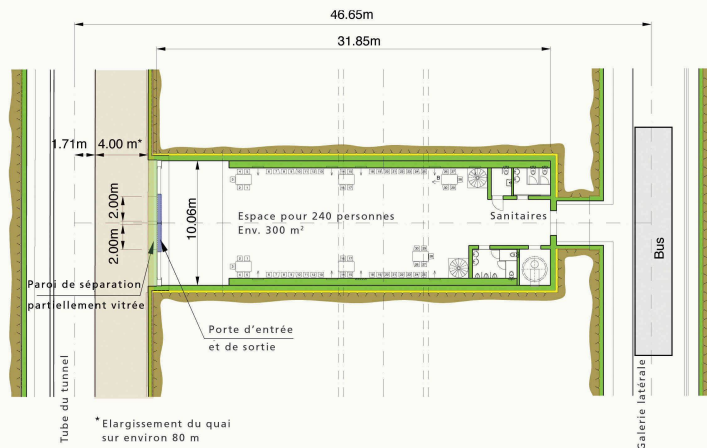 46.65m
31.85m
1.71m
4.00 m*
2.00m
2.00m
10.06m
Espace pour 240 personnes
Env. 300 m²
Sanitaires
Bus
Paroi de séparation
partiellement vitrée
Porte d'entrée
et de sortie
Tube du tunnel
*Elargissement du quai
sur environ 80 m
Galerie latérale